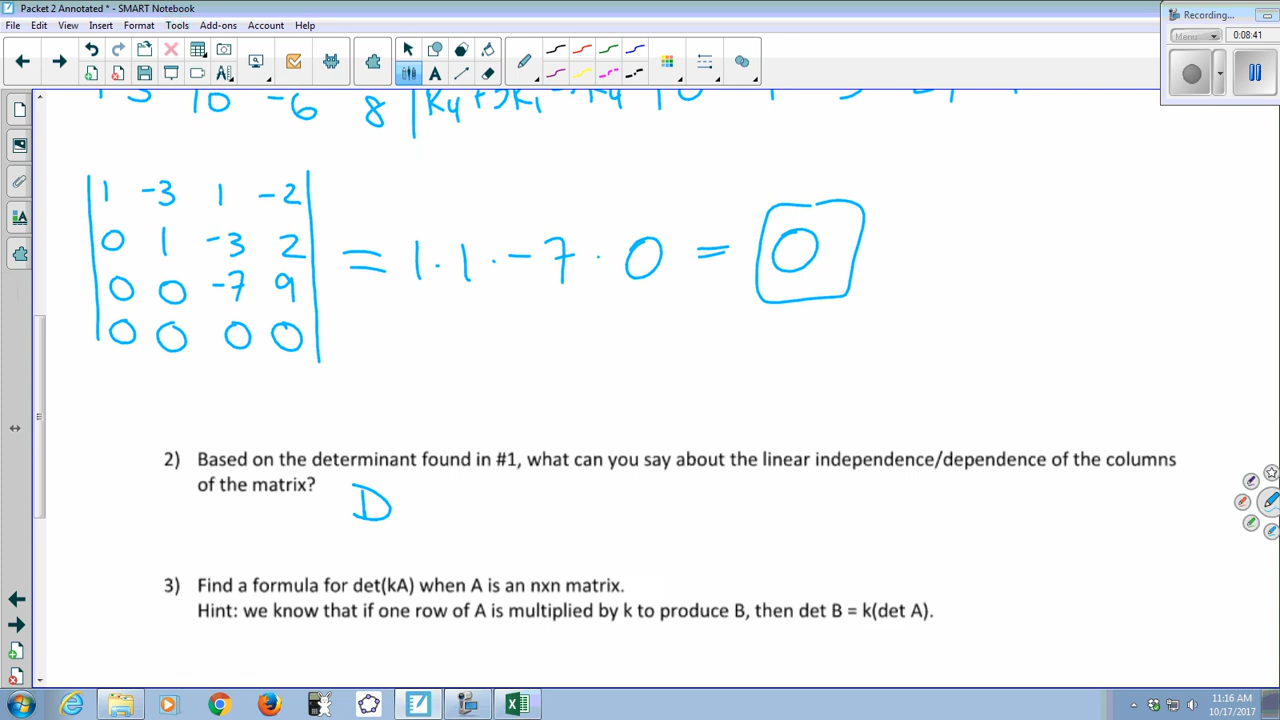 Packet 2 Annotated * - SMART Notebook
File Edit View Insert Format Tools Add-ons Account Help
Recording...
Menu
0:08:41
10 -6 8
1 -3 1 -2
0 1 -3 2
0 0 -7 9
0 0 0 0
= 1 · 1 · -7 · 0 = 0
2) Based on the determinant found in #1, what can you say about the linear independence/dependence of the columns
of the matrix?
D
3) Find a formula for det(kA) when A is an nxn matrix.
Hint: we know that if one row of A is multiplied by k to produce B, then det B = k(det A).
11:16 AM
10/17/2017